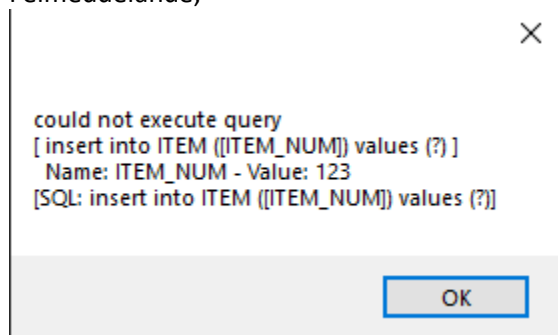 could not execute query
[ insert into ITEM ([ITEM_NUM]) values (?) ]
Name: ITEM_NUM - Value: 123
[SQL: insert into ITEM ([ITEM_NUM]) values (?)]
OK